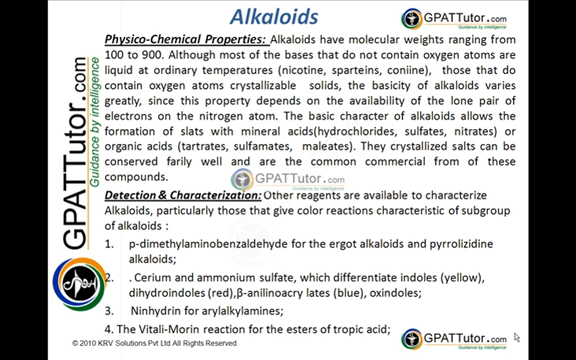 Alkaloids
GPATTutor.com
Guidance by intelligence
GPATTutor.com
Guidance by intelligence
Physico-Chemical Properties: Alkaloids have molecular weights ranging from
100 to 900. Although most of the bases that do not contain oxygen atoms are
liquid at ordinary temperatures (nicotine, sparteins, coniine), those that do
contain oxygen atoms crystallizable solids, the basicity of alkaloids varies
greatly, since this property depends on the availability of the lone pair of
electrons on the nitrogen atom. The basic character of alkaloids allows the
formation of slats with mineral acids(hydrochlorides, sulfates, nitrates) or
organic acids (tartrates, sulfamates, maleates). They crystallized salts can be
conserved farily well and are the common commercial from of these
compounds.
GPATTutor.com
Guidance by intelligence
Detection & Characterization: Other reagents are available to characterize
Alkaloids, particularly those that give color reactions characteristic of subgroup
of alkaloids :
1. p-dimethylaminobenzaldehyde for the ergot alkaloids and pyrrolizidine
alkaloids;
2. . Cerium and ammonium sulfate, which differentiate indoles (yellow),
dihydroindoles (red),β-anilinoacry lates (blue), oxindoles;
3. Ninhydrin for arylalkylamines;
4. The Vitali-Morin reaction for the esters of tropic acid;
© 2010 KRV Solutions Pvt Ltd All Rights Reserved.
GPATTutor.com
Guidance by intelligence